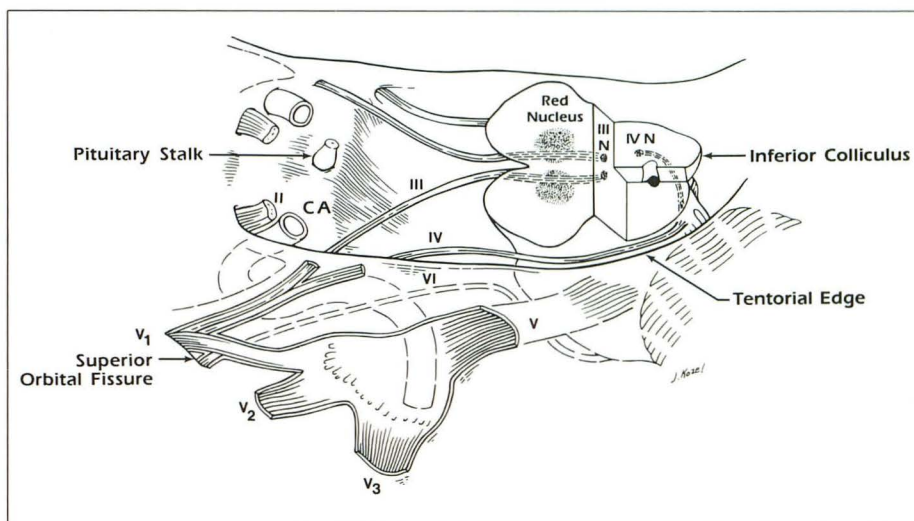 Red
Nucleus
III
N
IV N
Pituitary Stalk
Inferior Colliculus
II
CA
III
IV
VI
Tentorial Edge
V
V1
Superior
Orbital Fissure
J. Kozel
V2
V3